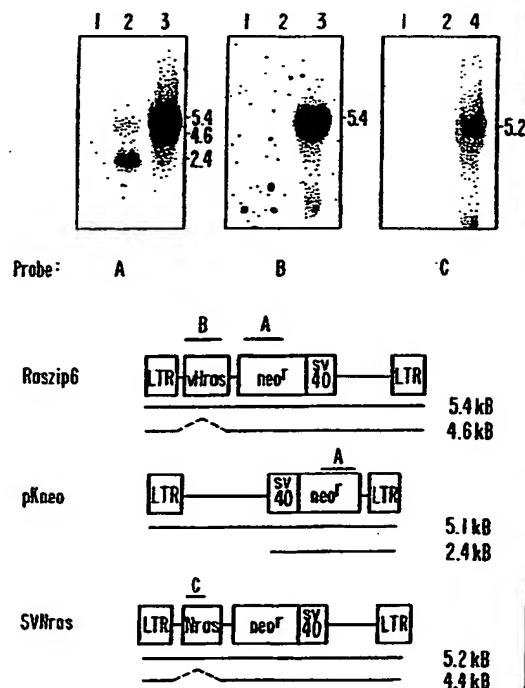 1 2 3
1 2 3
1 2 4
5.4
4.6
2.4
5.4
5.2
Probe: A B C
B A
Raszip6 LTR vHras neor SV 40 LTR
5.4 kB
4.6 kB
A
pKneo LTR SV 40 neor LTR
5.1 kB
2.4 kB
C
SVNras LTR Nras neor SV 40 LTR
5.2 kB
4.4 kB